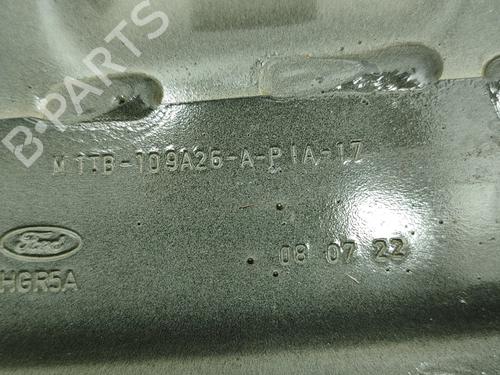 B-PARTS
M1TB-109A26-A-PIA-17
Ford
08 07 22
HGR5A